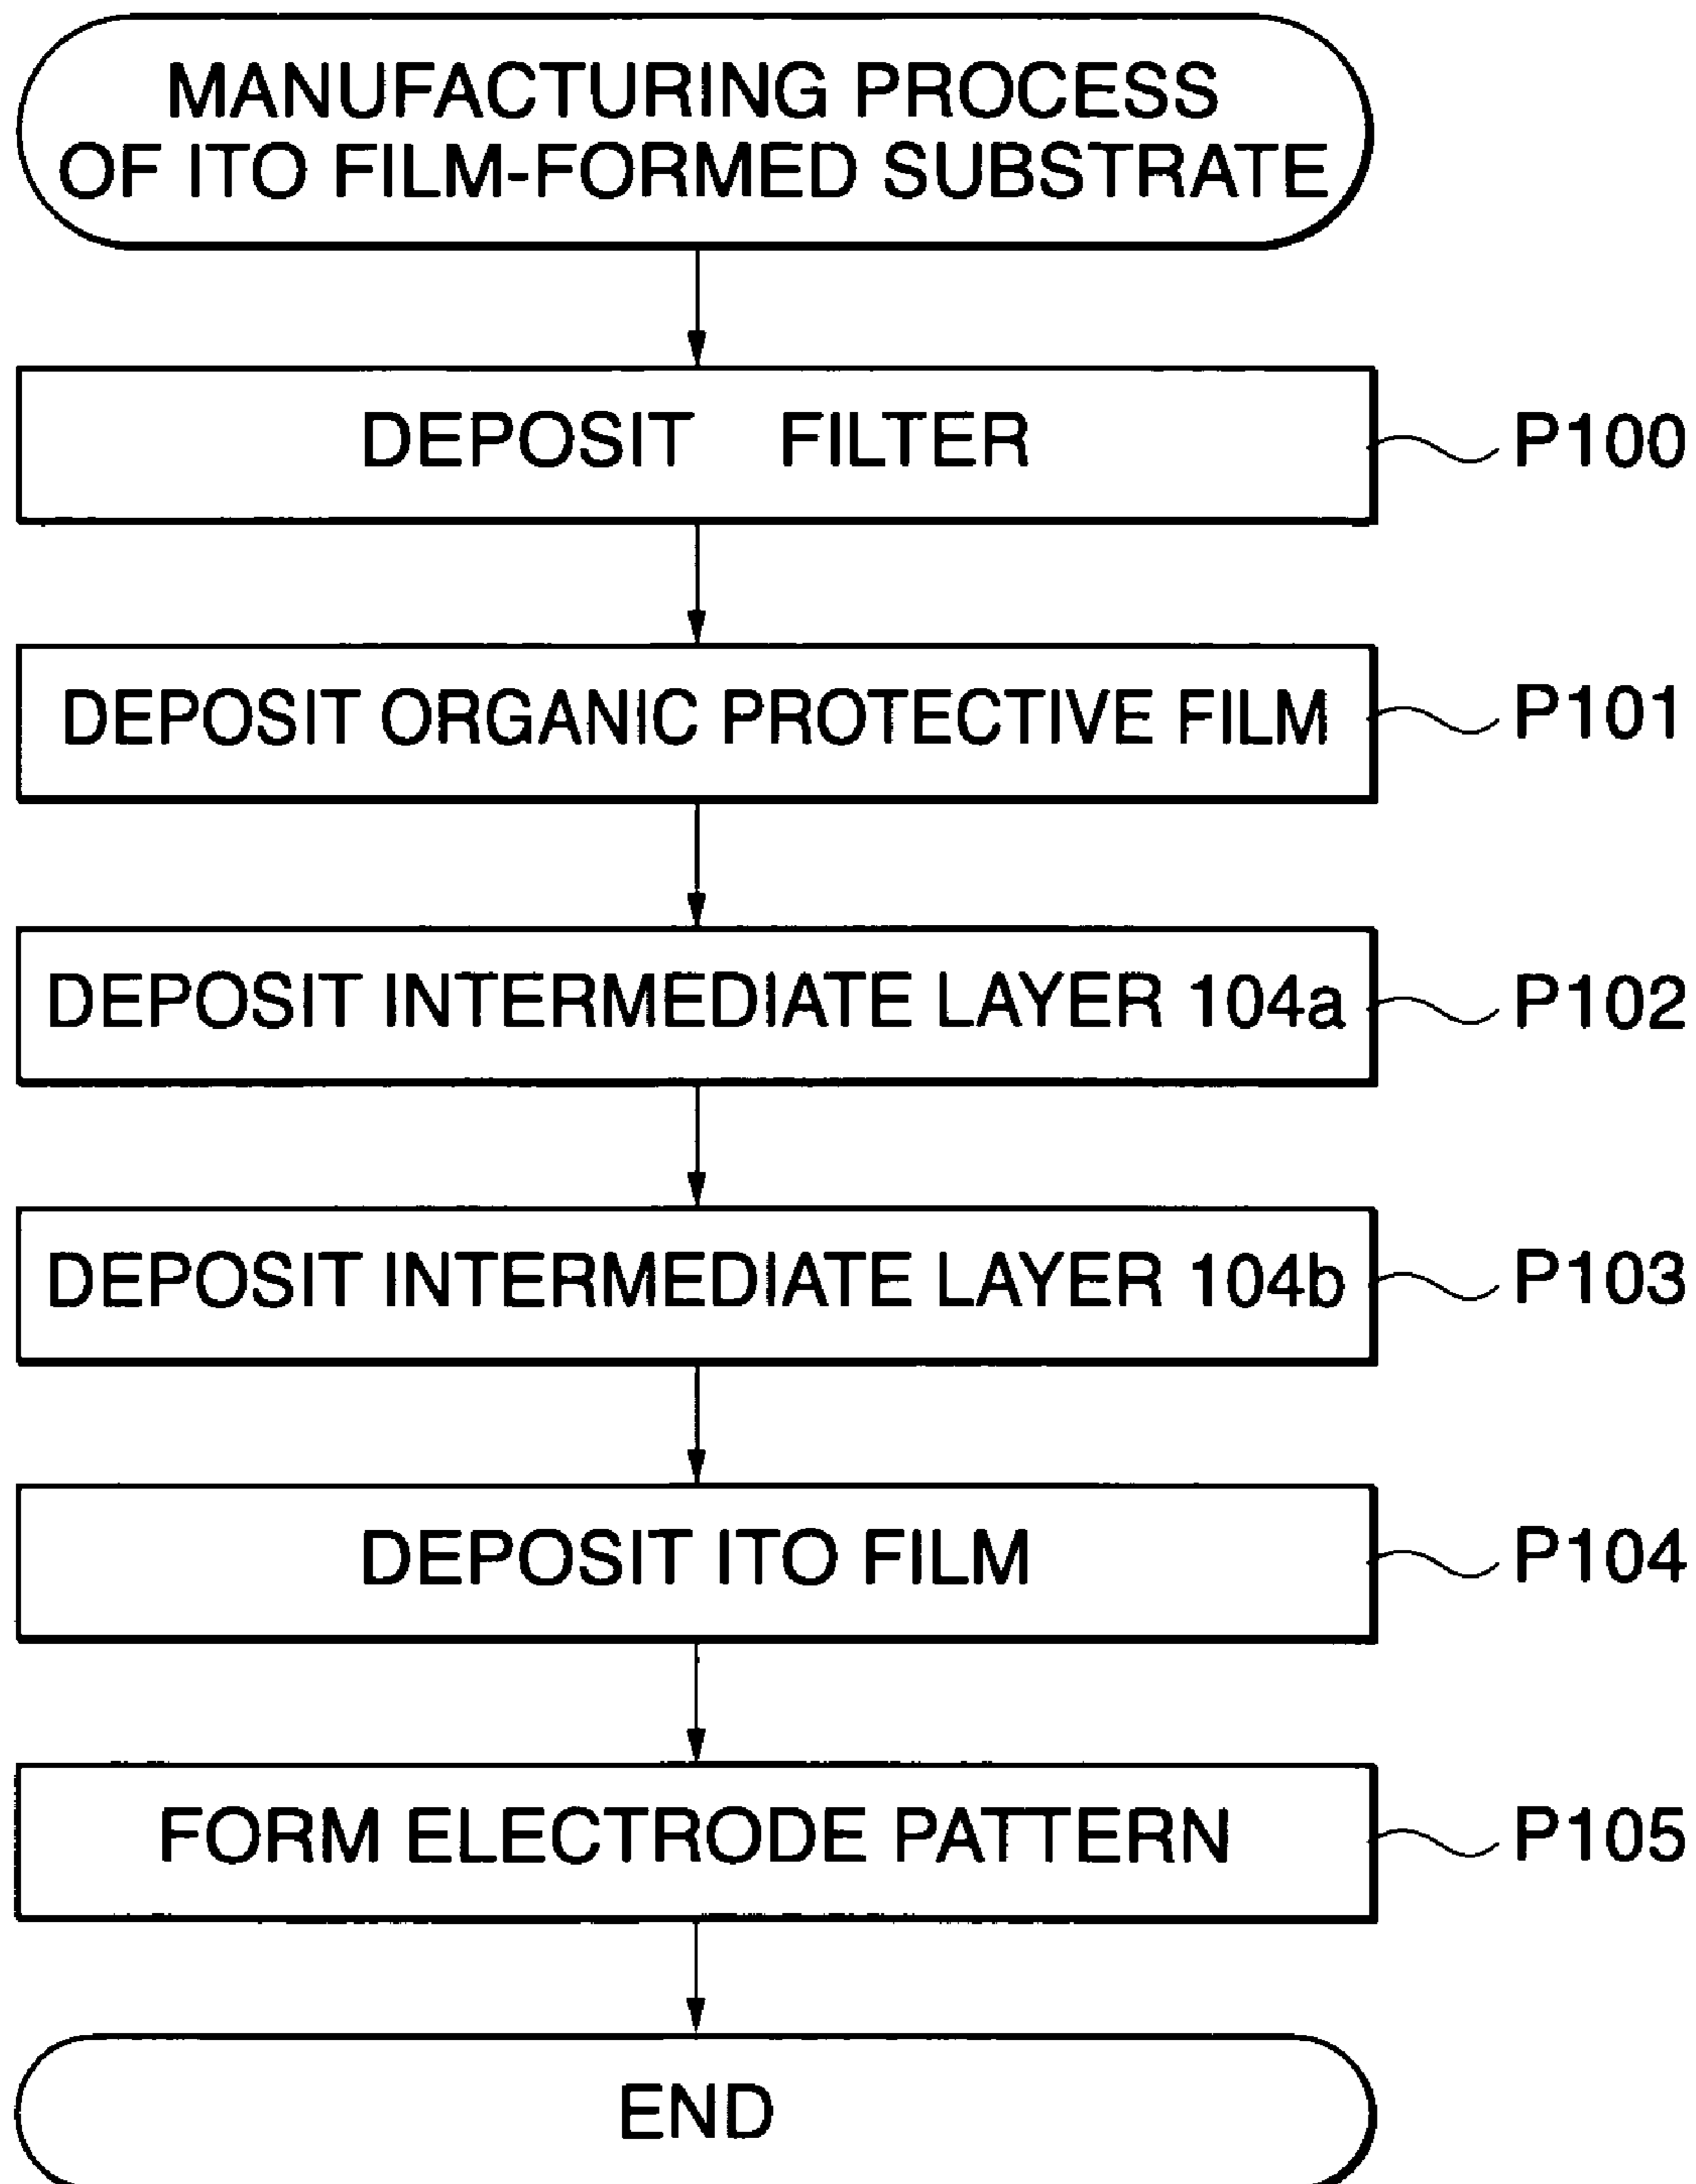 MANUFACTURING PROCESS
OF ITO FILM-FORMED SUBSTRATE
DEPOSIT FILTER
P100
DEPOSIT ORGANIC PROTECTIVE FILM
P101
DEPOSIT INTERMEDIATE LAYER 104a
P102
DEPOSIT INTERMEDIATE LAYER 104b
P103
DEPOSIT ITO FILM
P104
FORM ELECTRODE PATTERN
P105
END